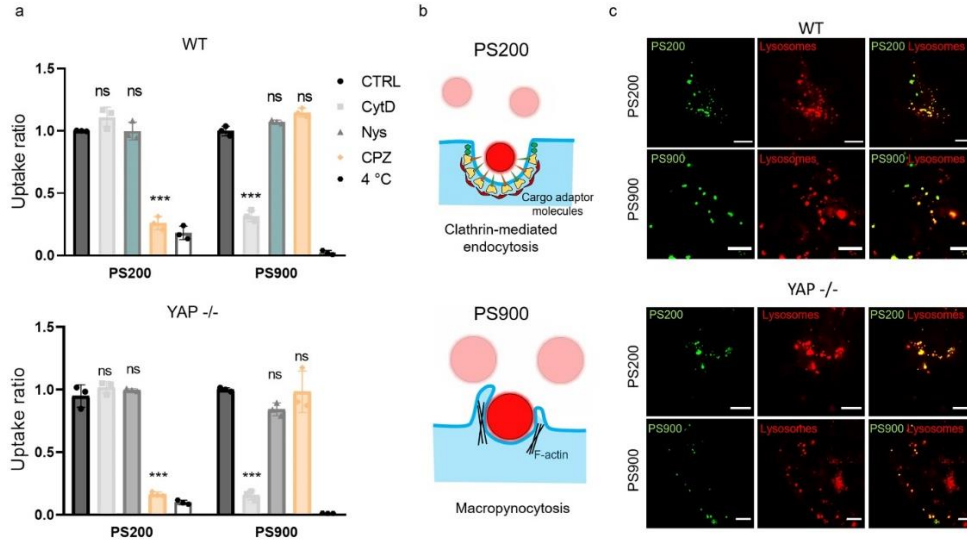 a
WT
Uptake ratio
1.5
1.0
0.5
0.0
ns
ns
***
***
ns
ns
PS200
PS900
CTRL
CytD
Nys
CPZ
4 °C
YAP -/-
Uptake ratio
1.5
1.0
0.5
0.0
ns ns
***
***
ns
ns
PS200
PS900
b
PS200
Cargo adaptor
molecules
Clathrin-mediated
endocytosis
PS900
F-actin
Macropynocytosis
c
WT
PS200
PS200
Lysosomes
PS200 Lysosomes
PS900
PS900
Lysosomes
PS900 Lysosomes
YAP -/-
PS200
PS200
Lysosomes
PS200 Lysosomes
PS900
PS900
Lysosomes
PS900 Lysosomes